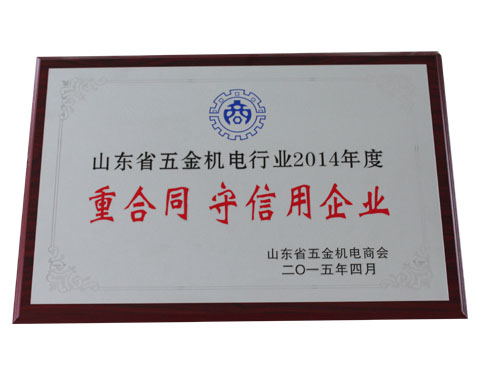 商
山东省五金机电行业2014年度
重合同 守信用企业
山东省五金机电商会
二〇一五年四月